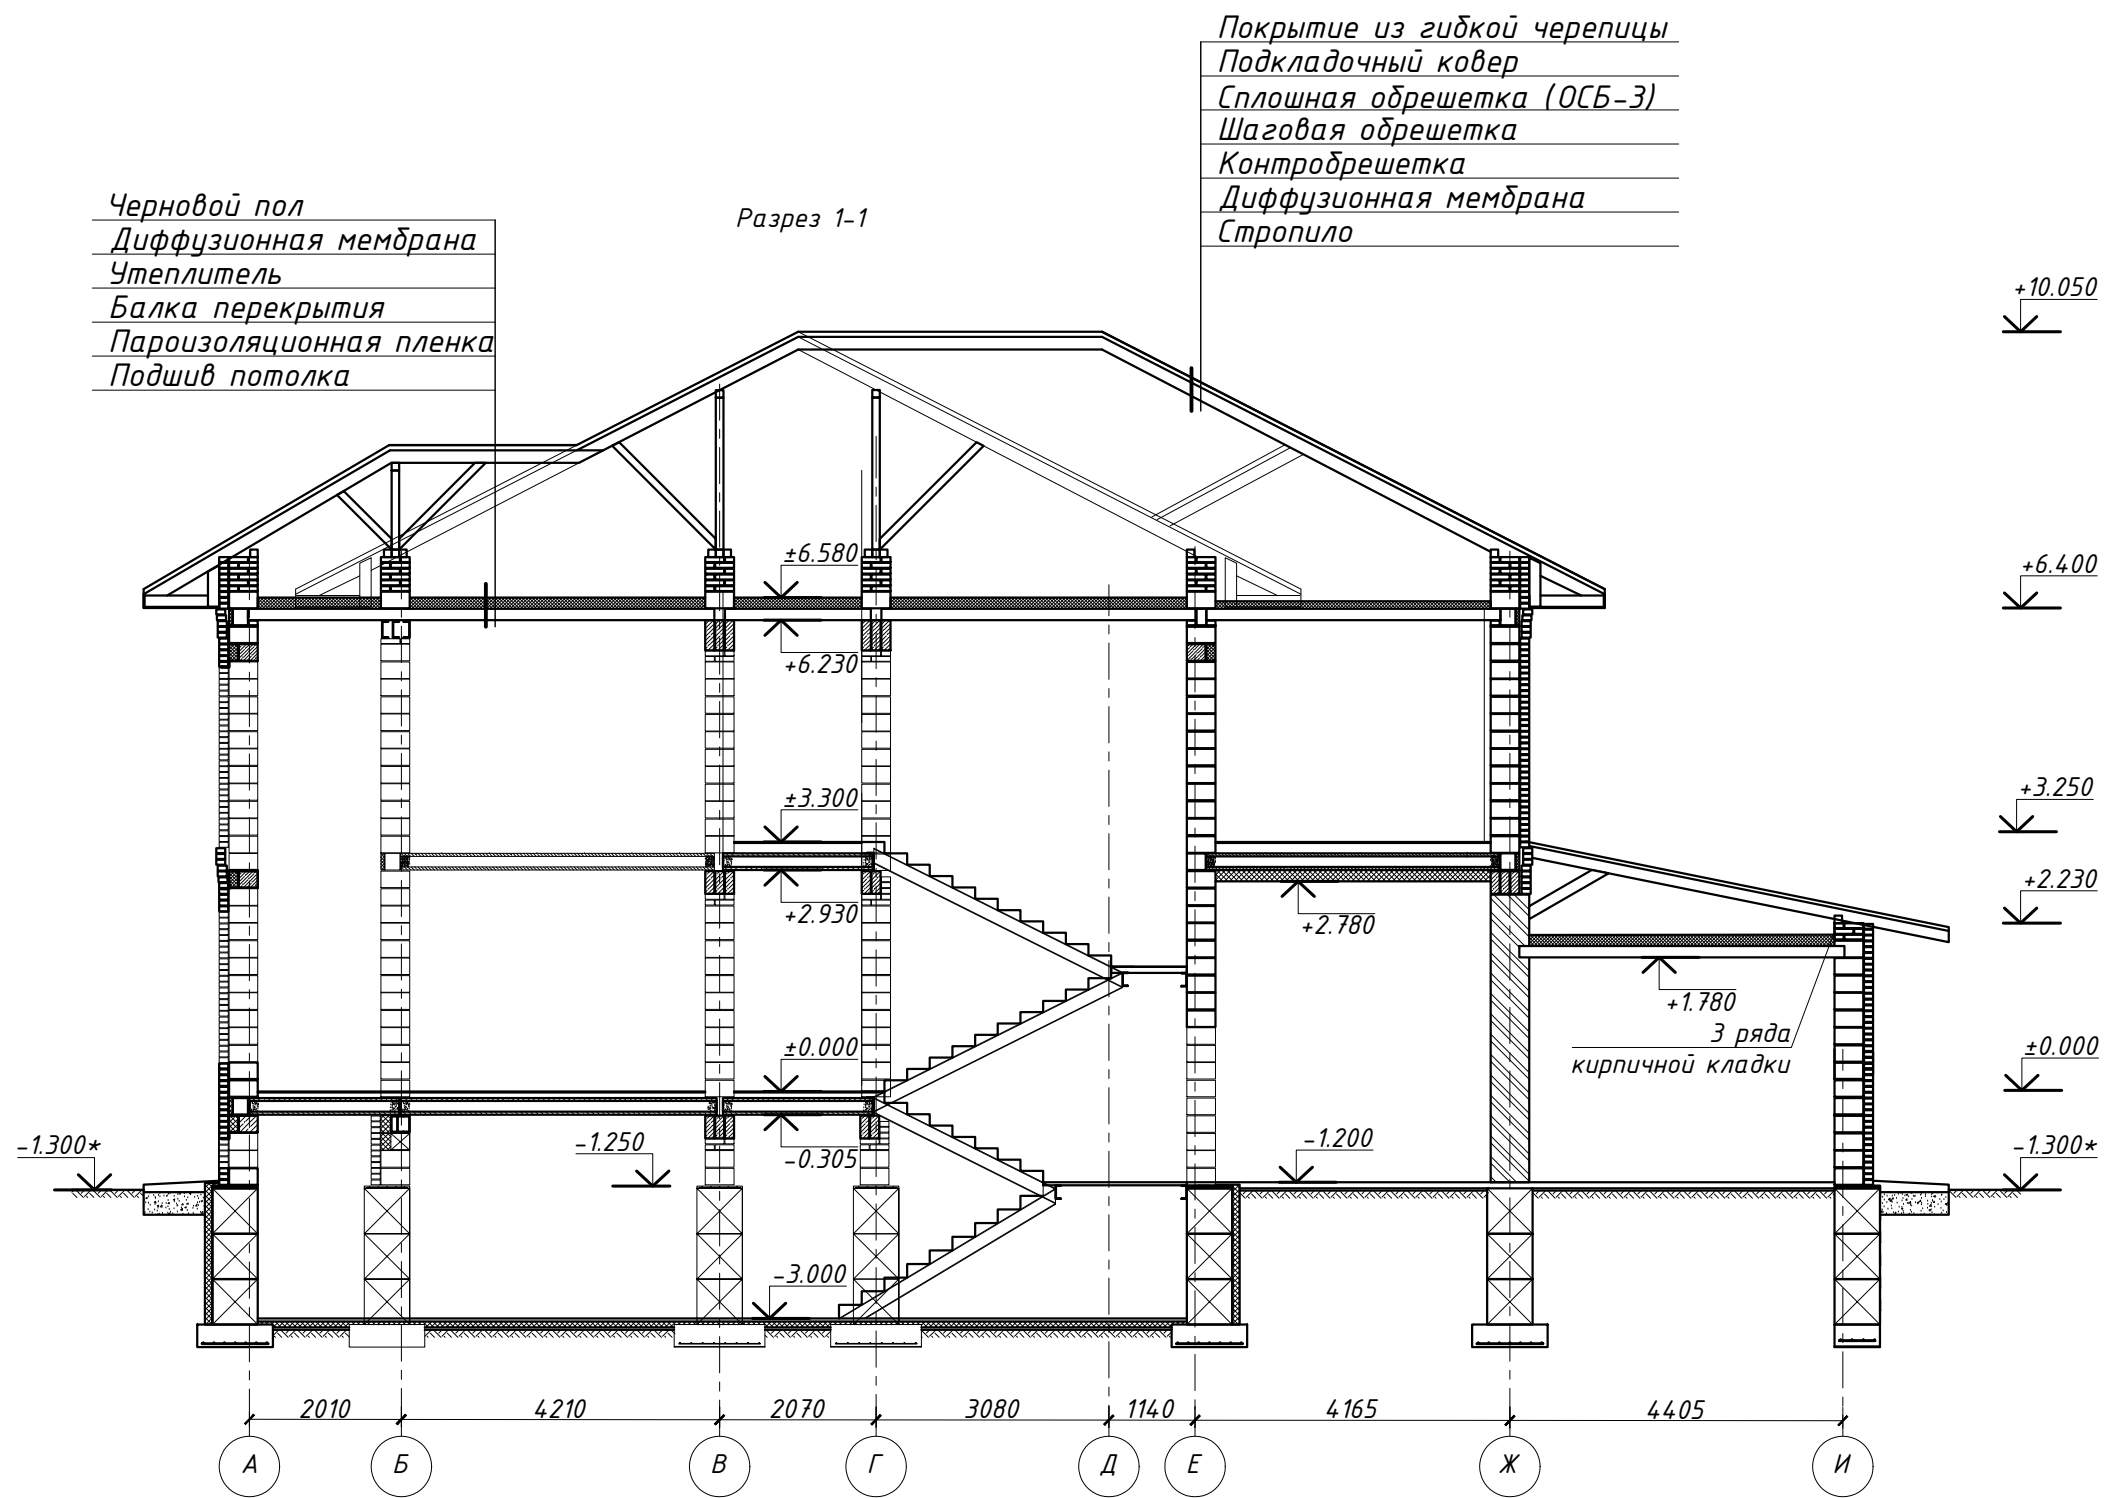 Покрытие из гибкой черепицы
Подкладочный ковер
Сплошная обрешетка (ОСБ-3)
Шаговая обрешетка
Контробрешетка
Диффузионная мембрана
Стропило
Черновой пол
Диффузионная мембрана
Утеплитель
Балка перекрытия
Пароизоляционная пленка
Подшив потолка
Разрез 1-1
+10.050
±6.580
+6.400
+6.230
±3.300
+3.250
+2.230
+2.930
+2.780
+1.780
3 ряда
кирпичной кладки
±0.000
±0.000
-1.300*
-1.250
-0.305
-1.200
-1.300*
-3.000
2010 4210 2070 3080 1140 4165 4405
А Б В Г Д Е Ж И